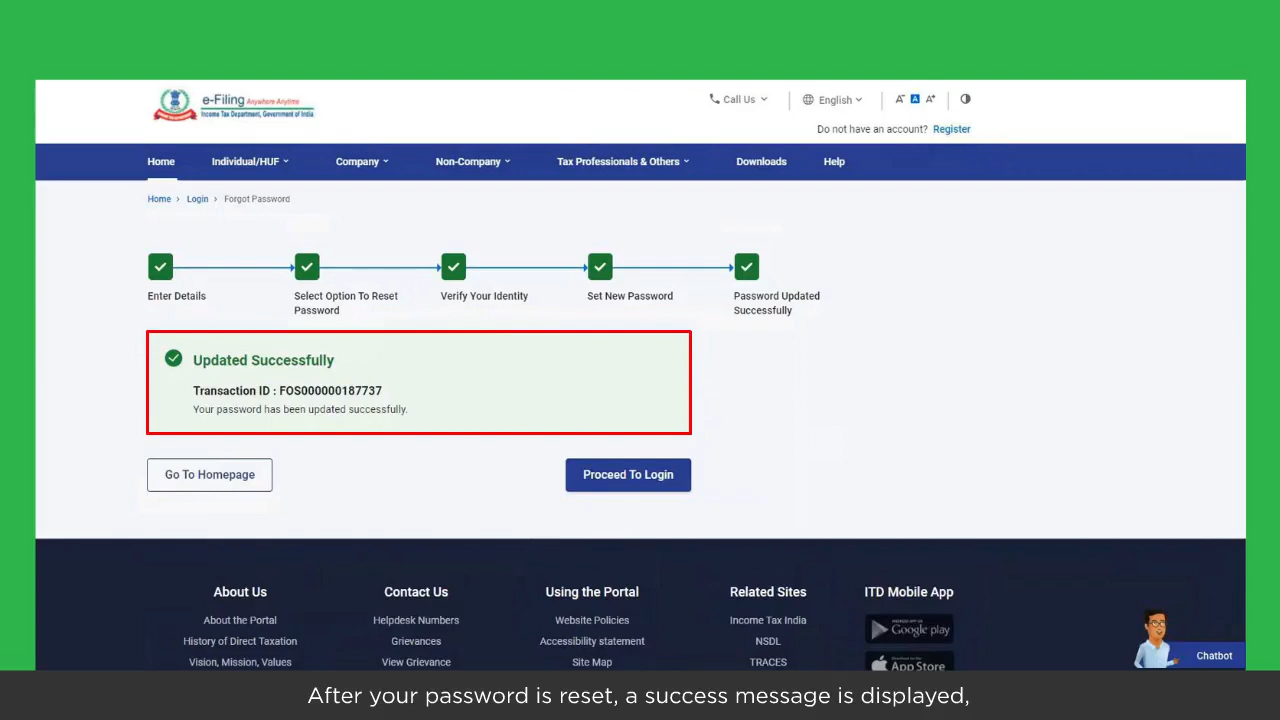 e-Filing Anywhere Anytime
Income Tax Department, Government of India
Call Us
English
A- A A+
Do not have an account? Register
Home Individual/HUF Company Non-Company Tax Professionals & Others Downloads Help
Home > Login > Forgot Password
Enter Details
Select Option To Reset
Password
Verify Your Identity
Set New Password
Password Updated
Successfully
Updated Successfully
Transaction ID : FOS000000187737
Your password has been updated successfully.
Go To Homepage
Proceed To Login
About Us
About the Portal
History of Direct Taxation
Vision, Mission, Values
Contact Us
Helpdesk Numbers
Grievances
View Grievance
Using the Portal
Website Policies
Accessibility statement
Site Map
Related Sites
Income Tax India
NSDL
TRACES
ITD Mobile App
Google play
App Store
Chatbot
After your password is reset, a success message is displayed,